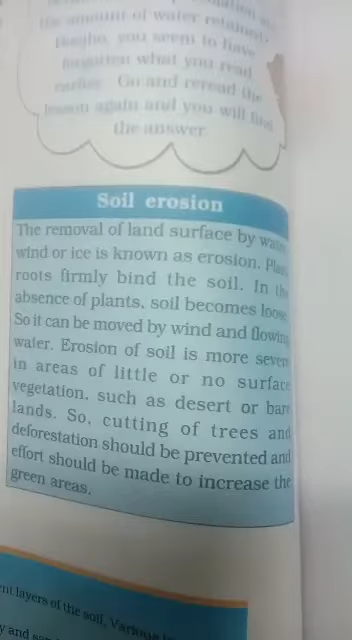 the amount of water retained?
Boojho, you seem to have
forgotten what you read
earlier. Go and reread the
lesson again and you will find
the answer
Soil erosion
The removal of land surface by water,
wind or ice is known as erosion. Plant
roots firmly bind the soil. In the
absence of plants, soil becomes loose.
So it can be moved by wind and flowing
water. Erosion of soil is more severe
in areas of little or no surface
vegetation, such as desert or bare
lands. So, cutting of trees and
deforestation should be prevented and
effort should be made to increase the
green areas.
layers of the soil, Various
and